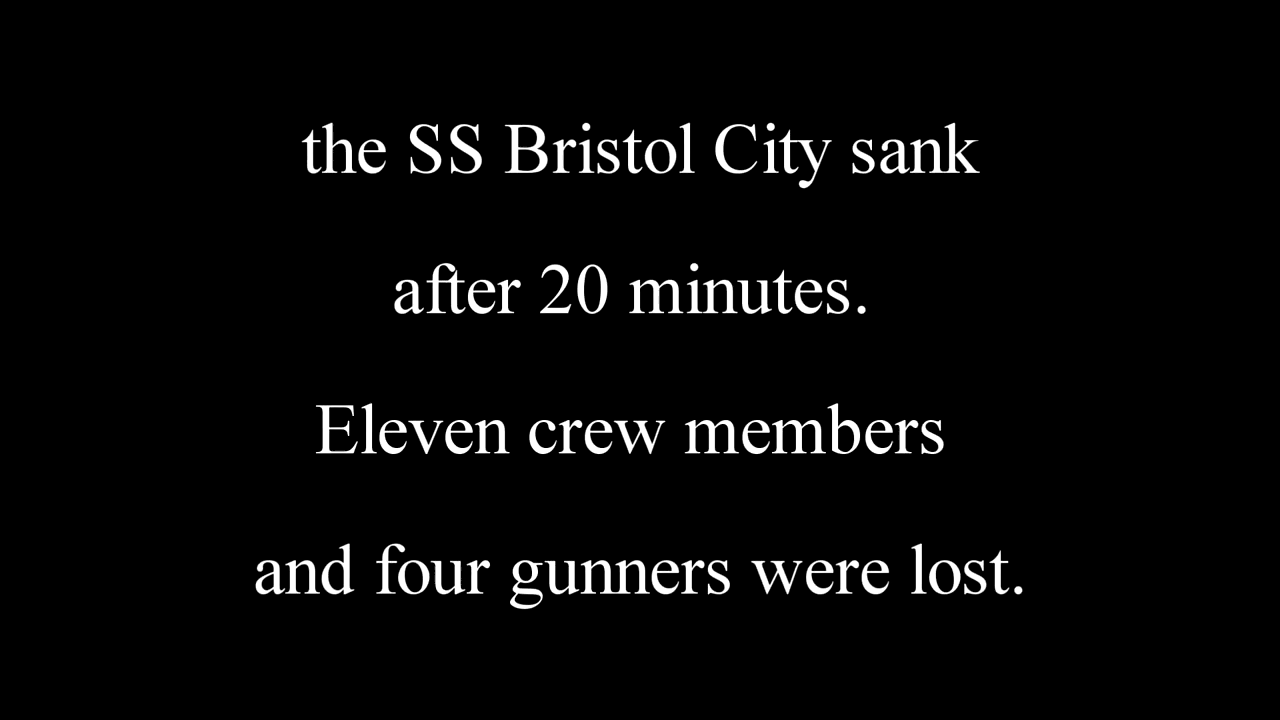 the SS Bristol City sank
after 20 minutes.
Eleven crew members
and four gunners were lost.